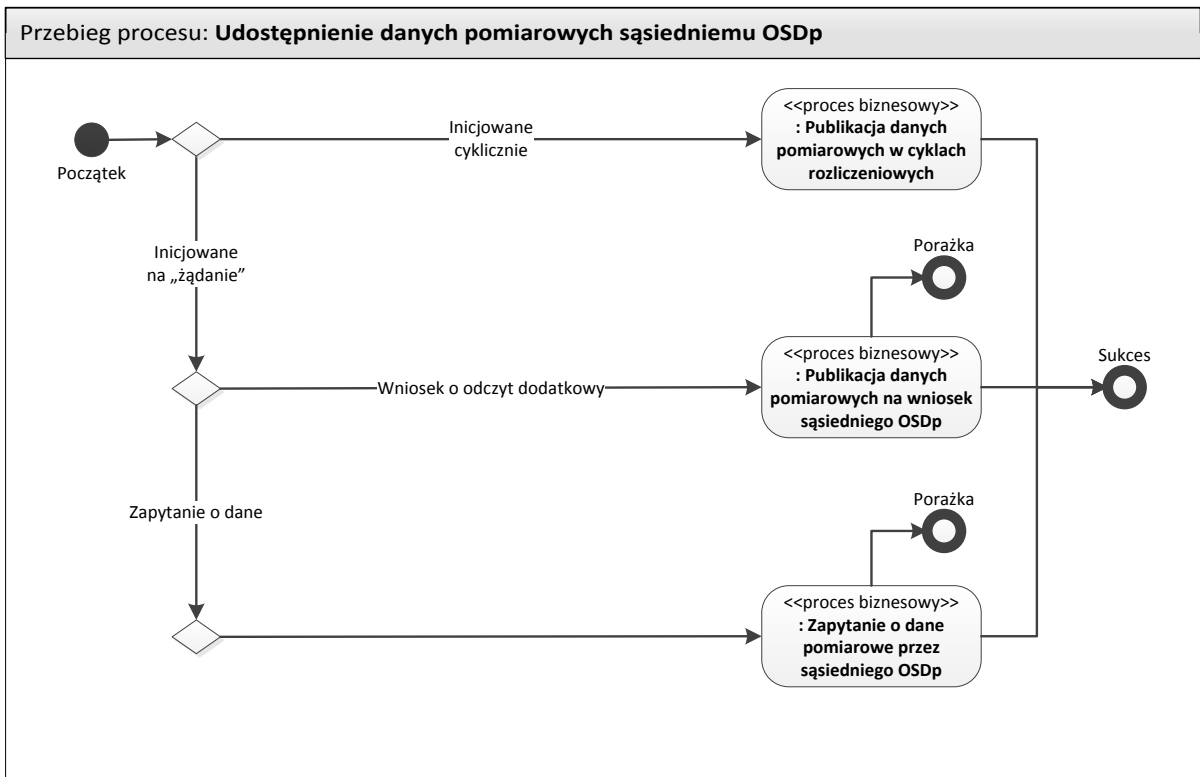 Przebieg procesu: Udostępnienie danych pomiarowych sąsiedniemu OSDp
Początek
Inicjowane
cyklicznie
<<proces biznesowy>>
: Publikacja danych
pomiarowych w cyklach
rozliczeniowych
Inicjowane
na „żądanie”
Porażka
Wniosek o odczyt dodatkowy
<<proces biznesowy>>
: Publikacja danych
pomiarowych na wniosek
sąsiedniego OSDp
Sukces
Zapytanie o dane
Porażka
<<proces biznesowy>>
: Zapytanie o dane
pomiarowe przez
sąsiedniego OSDp